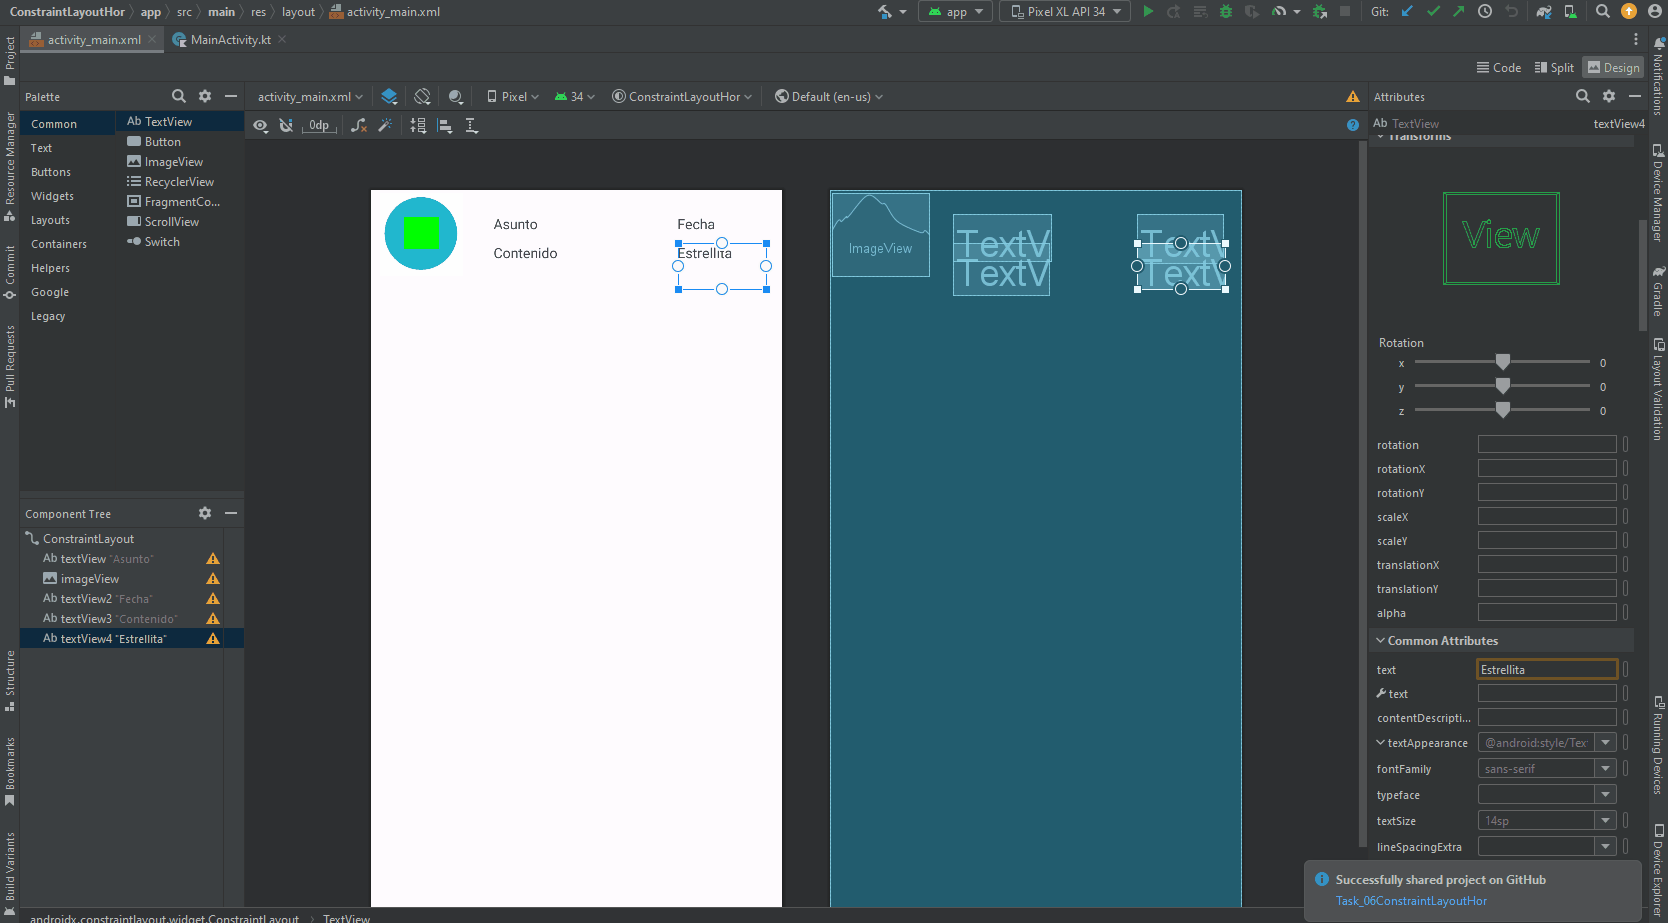 ConstraintLayoutHor app src main res layout activity_main.xml
app Pixel XL API 34 Git:
activity_main.xml MainActivity.kt
Code Split Design
Palette
Common
Text
Buttons
Widgets
Layouts
Containers
Helpers
Google
Legacy
Ab TextView
Button
ImageView
RecyclerView
FragmentCo...
ScrollView
Switch
activity_main.xml Pixel 34 ConstraintLayoutHor Default (en-us)
0dp
Asunto Fecha
Contenido Estrellita
ImageView
TextV TextV
TextV TextV
Component Tree
ConstraintLayout
Ab textView "Asunto"
imageView
Ab textView2 "Fecha"
Ab textView3 "Contenido"
Ab textView4 "Estrellita"
androidx.constraintlayout.widget.ConstraintLayout TextView
Attributes
Ab TextView textView4
Transforms
View
Rotation
x 0
y 0
z 0
rotation
rotationX
rotationY
scaleX
scaleY
translationX
translationY
alpha
Common Attributes
text Estrellita
text
contentDescripti...
textAppearance @android:style/Tex
fontFamily sans-serif
typeface
textSize 14sp
lineSpacingExtra
Successfully shared project on GitHub
Task_06ConstraintLayoutHor
Project
Resource Manager
Commit
Pull Requests
Structure
Bookmarks
Build Variants
Notifications
Device Manager
Gradle
Layout Validation
Running Devices
Device Explorer